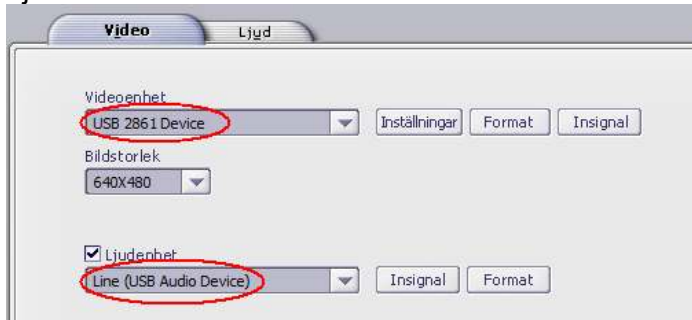 Video Ljud
Videoenhet
USB 2861 Device Inställningar Format Insignal
Bildstorlek
640X480
Ljudenhet
Line (USB Audio Device) Insignal Format